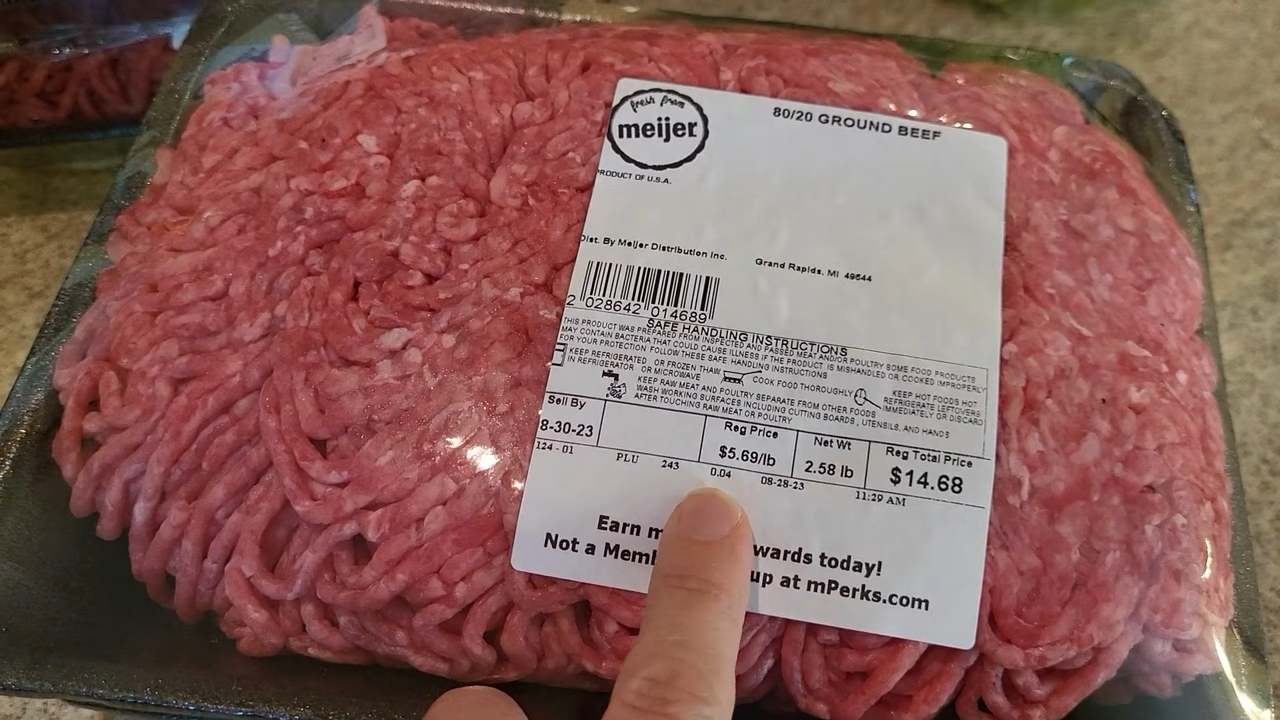 fresh from
meijer
80/20 GROUND BEEF
PRODUCT OF U.S.A.
Dist. By Meijer Distribution Inc. Grand Rapids, MI 49544
2 028642 014689
SAFE HANDLING INSTRUCTIONS
THIS PRODUCT WAS PREPARED FROM INSPECTED AND PASSED MEAT AND/OR POULTRY SOME FOOD PRODUCTS
MAY CONTAIN BACTERIA THAT COULD CAUSE ILLNESS IF THE PRODUCT IS MISHANDLED OR COOKED IMPROPERLY
FOR YOUR PROTECTION FOLLOW THESE SAFE HANDLING INSTRUCTIONS
KEEP REFRIGERATED OR FROZEN THAW
IN REFRIGERATOR OR MICROWAVE
COOK FOOD THOROUGHLY
KEEP HOT FOODS HOT
REFRIGERATE LEFTOVERS
IMMEDIATELY OR DISCARD
KEEP RAW MEAT AND POULTRY SEPARATE FROM OTHER FOODS
WASH WORKING SURFACES INCLUDING CUTTING BOARDS, UTENSILS, AND HANDS
AFTER TOUCHING RAW MEAT OR POULTRY
Sell By
8-30-23
Reg Price
$5.69/lb
Net Wt
2.58 lb
Reg Total Price
$14.68
124 - 01 PLU 243 0.04 08-28-23 11:29 AM
Earn wards today!
Not a up at mPerks.com